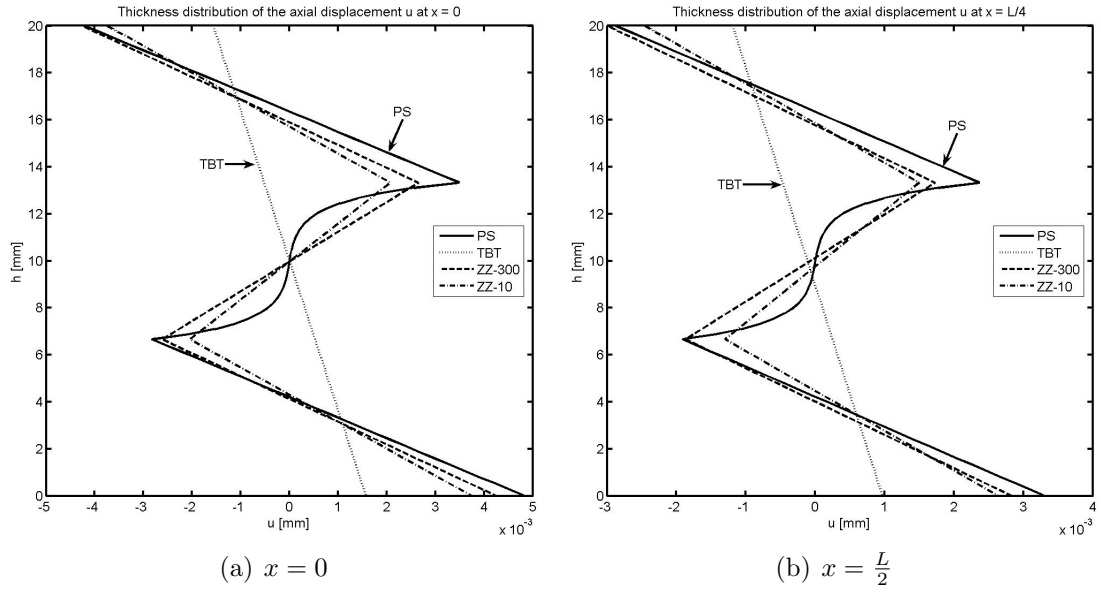 Thickness distribution of the axial displacement u at x = 0
20
18
16
14
12
10
8
6
4
2
0
h [mm]
PS
TBT
PS
TBT
ZZ-300
ZZ-10
-5 -4 -3 -2 -1 0 1 2 3 4 5
u [mm]
x 10⁻³
(a) x = 0
Thickness distribution of the axial displacement u at x = L/4
20
18
16
14
12
10
8
6
4
2
0
h [mm]
PS
TBT
PS
TBT
ZZ-300
ZZ-10
-3 -2 -1 0 1 2 3 4
u [mm]
x 10⁻³
(b) x = L/2